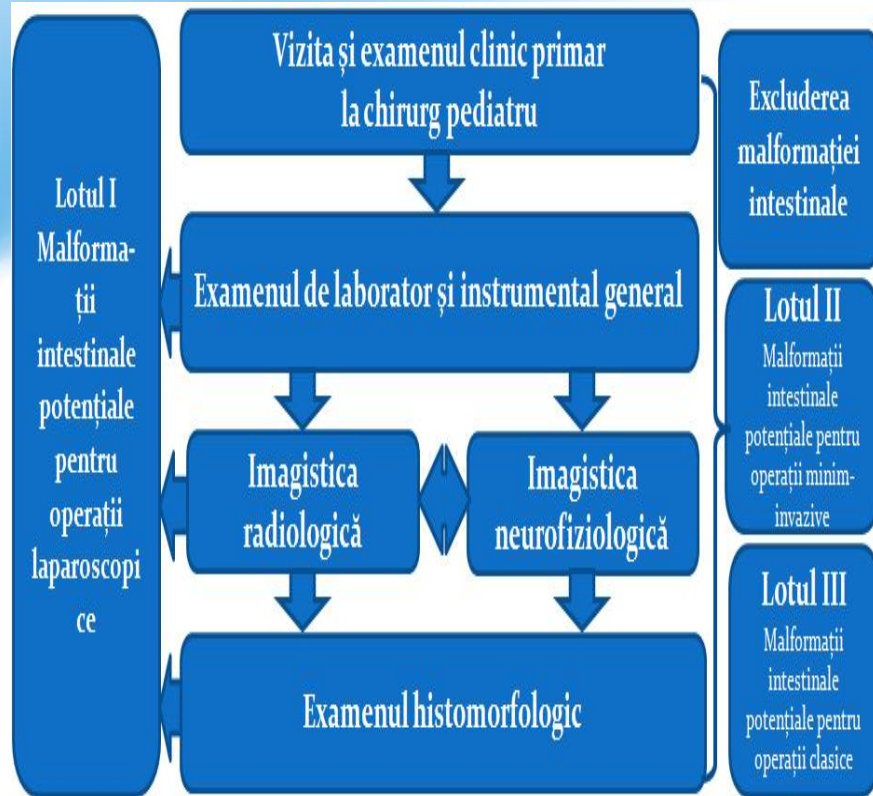 Vizita și examenul clinic primar
la chirurg pediatru
Excluderea
malformației
intestinale
Lotul I
Malforma-
ții
intestinale
potențiale
pentru
operații
laparoscopi
ce
Examenul de laborator și instrumental general
Lotul II
Malformații
intestinale
potențiale pentru
operații minim-
invazive
Imagistica
radiologică
Imagistica
neurofiziologică
Lotul III
Malformații
intestinale
potențiale pentru
operații clasice
Examenul histomorfologic